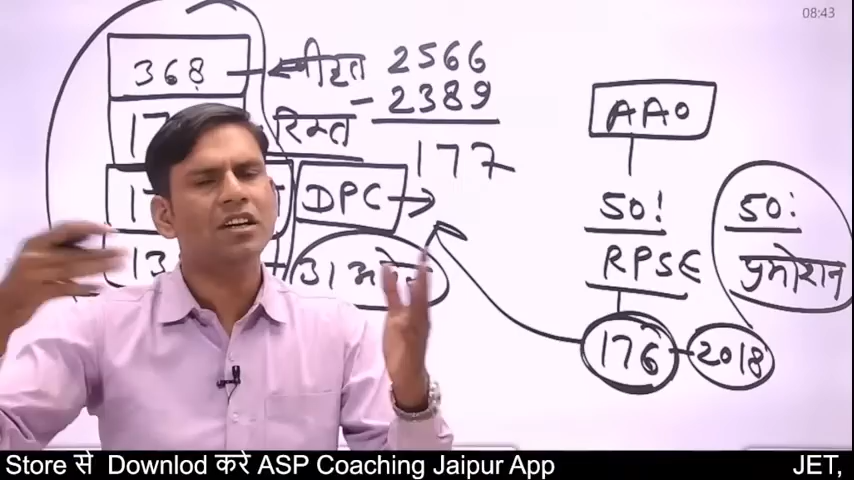 08:43
368
रिक्त
2566
- 2389
177
DPC
AAO
50%
RPSC
176 - 2018
50%
प्रमोशन
Store से Downlod करे ASP Coaching Jaipur App
JET,